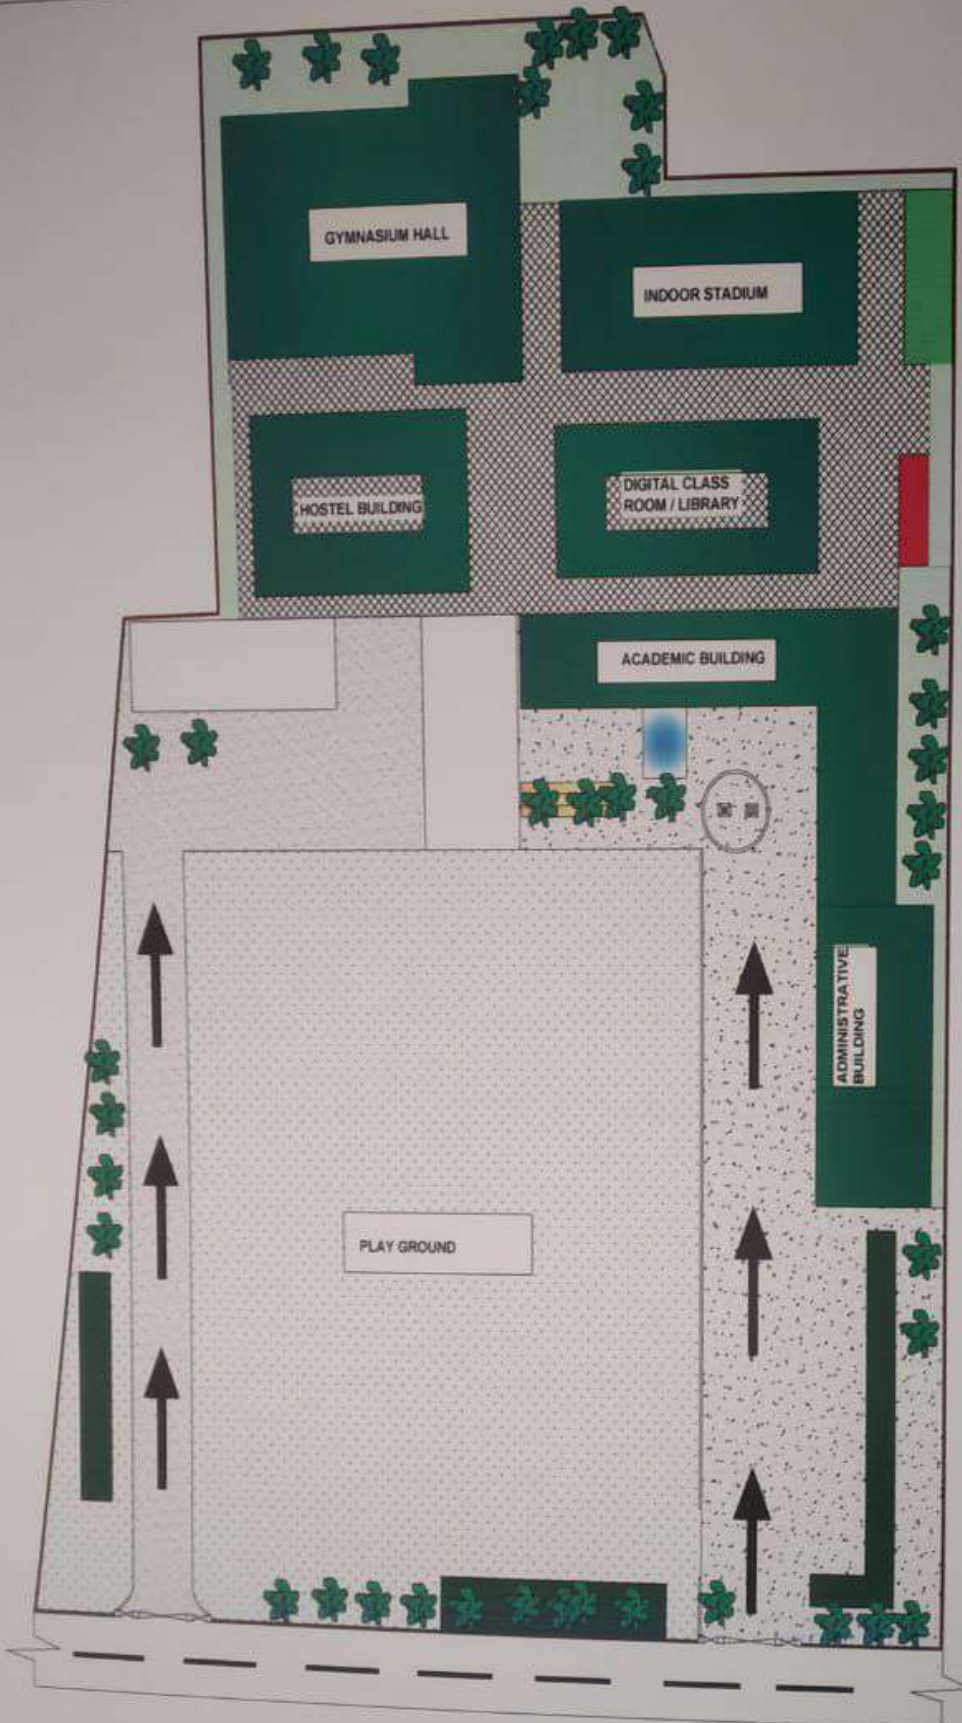 GYMNASIUM HALL
INDOOR STADIUM
HOSTEL BUILDING
DIGITAL CLASS
ROOM / LIBRARY
ACADEMIC BUILDING
ADMINISTRATIVE
BUILDING
PLAY GROUND